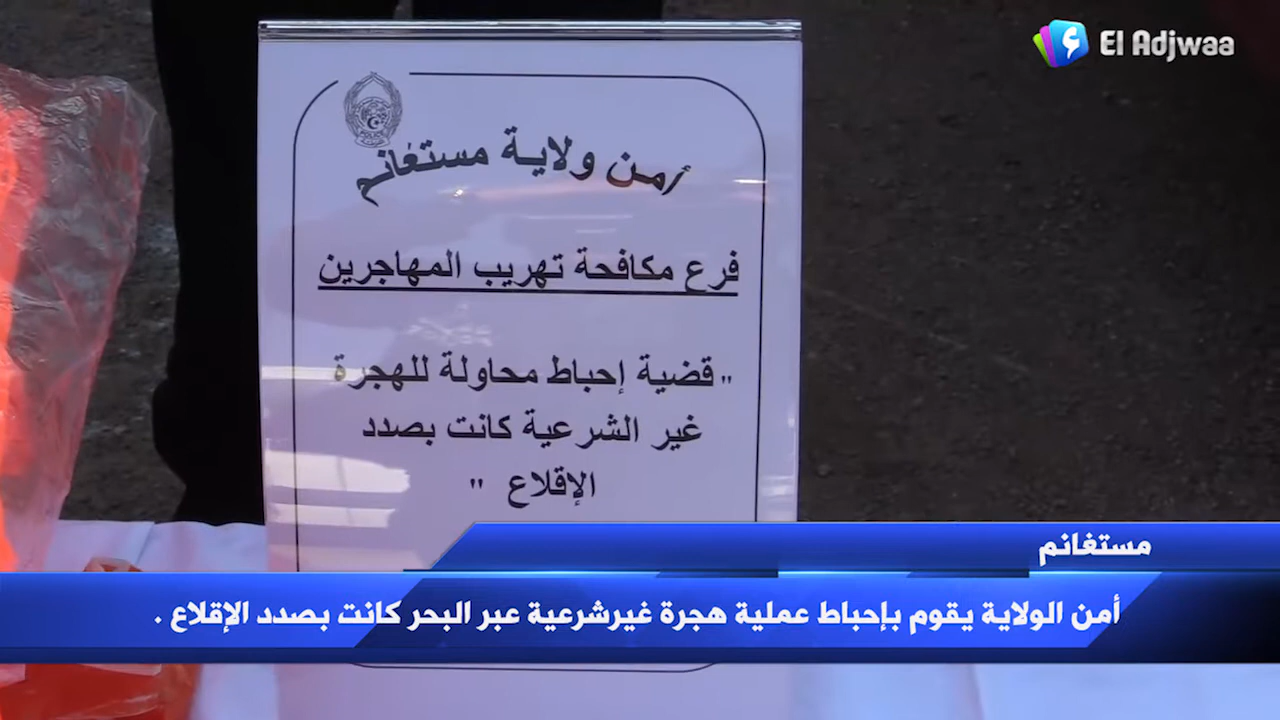 El Adjwaa
أمن ولاية مستغانم
فرع مكافحة تهريب المهاجرين
" قضية إحباط محاولة للهجرة
غير الشرعية كانت بصدد
الإقلاع "
مستغانم
أمن الولاية يقوم بإحباط عملية هجرة غيرشرعية عبر البحر كانت بصدد الإقلاع .